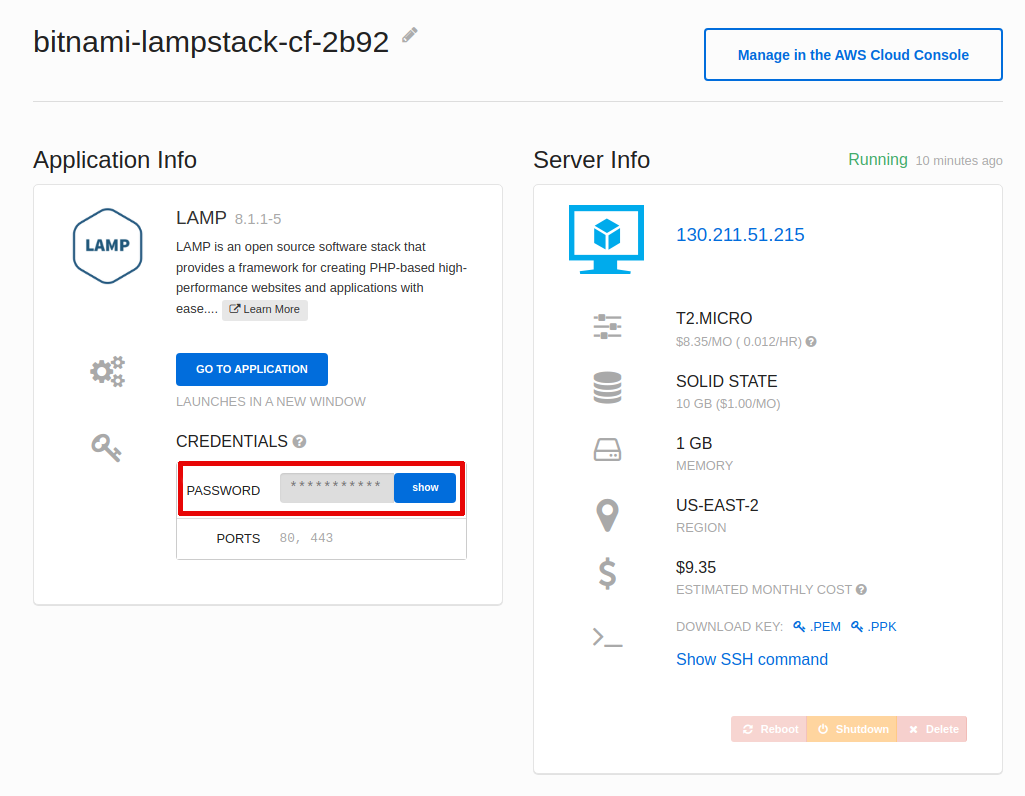 bitnami-lampstack-cf-2b92
Manage in the AWS Cloud Console
Application Info
LAMP
LAMP 8.1.1-5
LAMP is an open source software stack that
provides a framework for creating PHP-based high-
performance websites and applications with
ease.... Learn More
GO TO APPLICATION
LAUNCHES IN A NEW WINDOW
CREDENTIALS ?
PASSWORD *********** show
PORTS 80, 443
Server Info
Running 10 minutes ago
130.211.51.215
T2.MICRO
$8.35/MO ( 0.012/HR) ?
SOLID STATE
10 GB ($1.00/MO)
1 GB
MEMORY
US-EAST-2
REGION
$9.35
ESTIMATED MONTHLY COST ?
DOWNLOAD KEY: .PEM .PPK
Show SSH command
Reboot Shutdown Delete